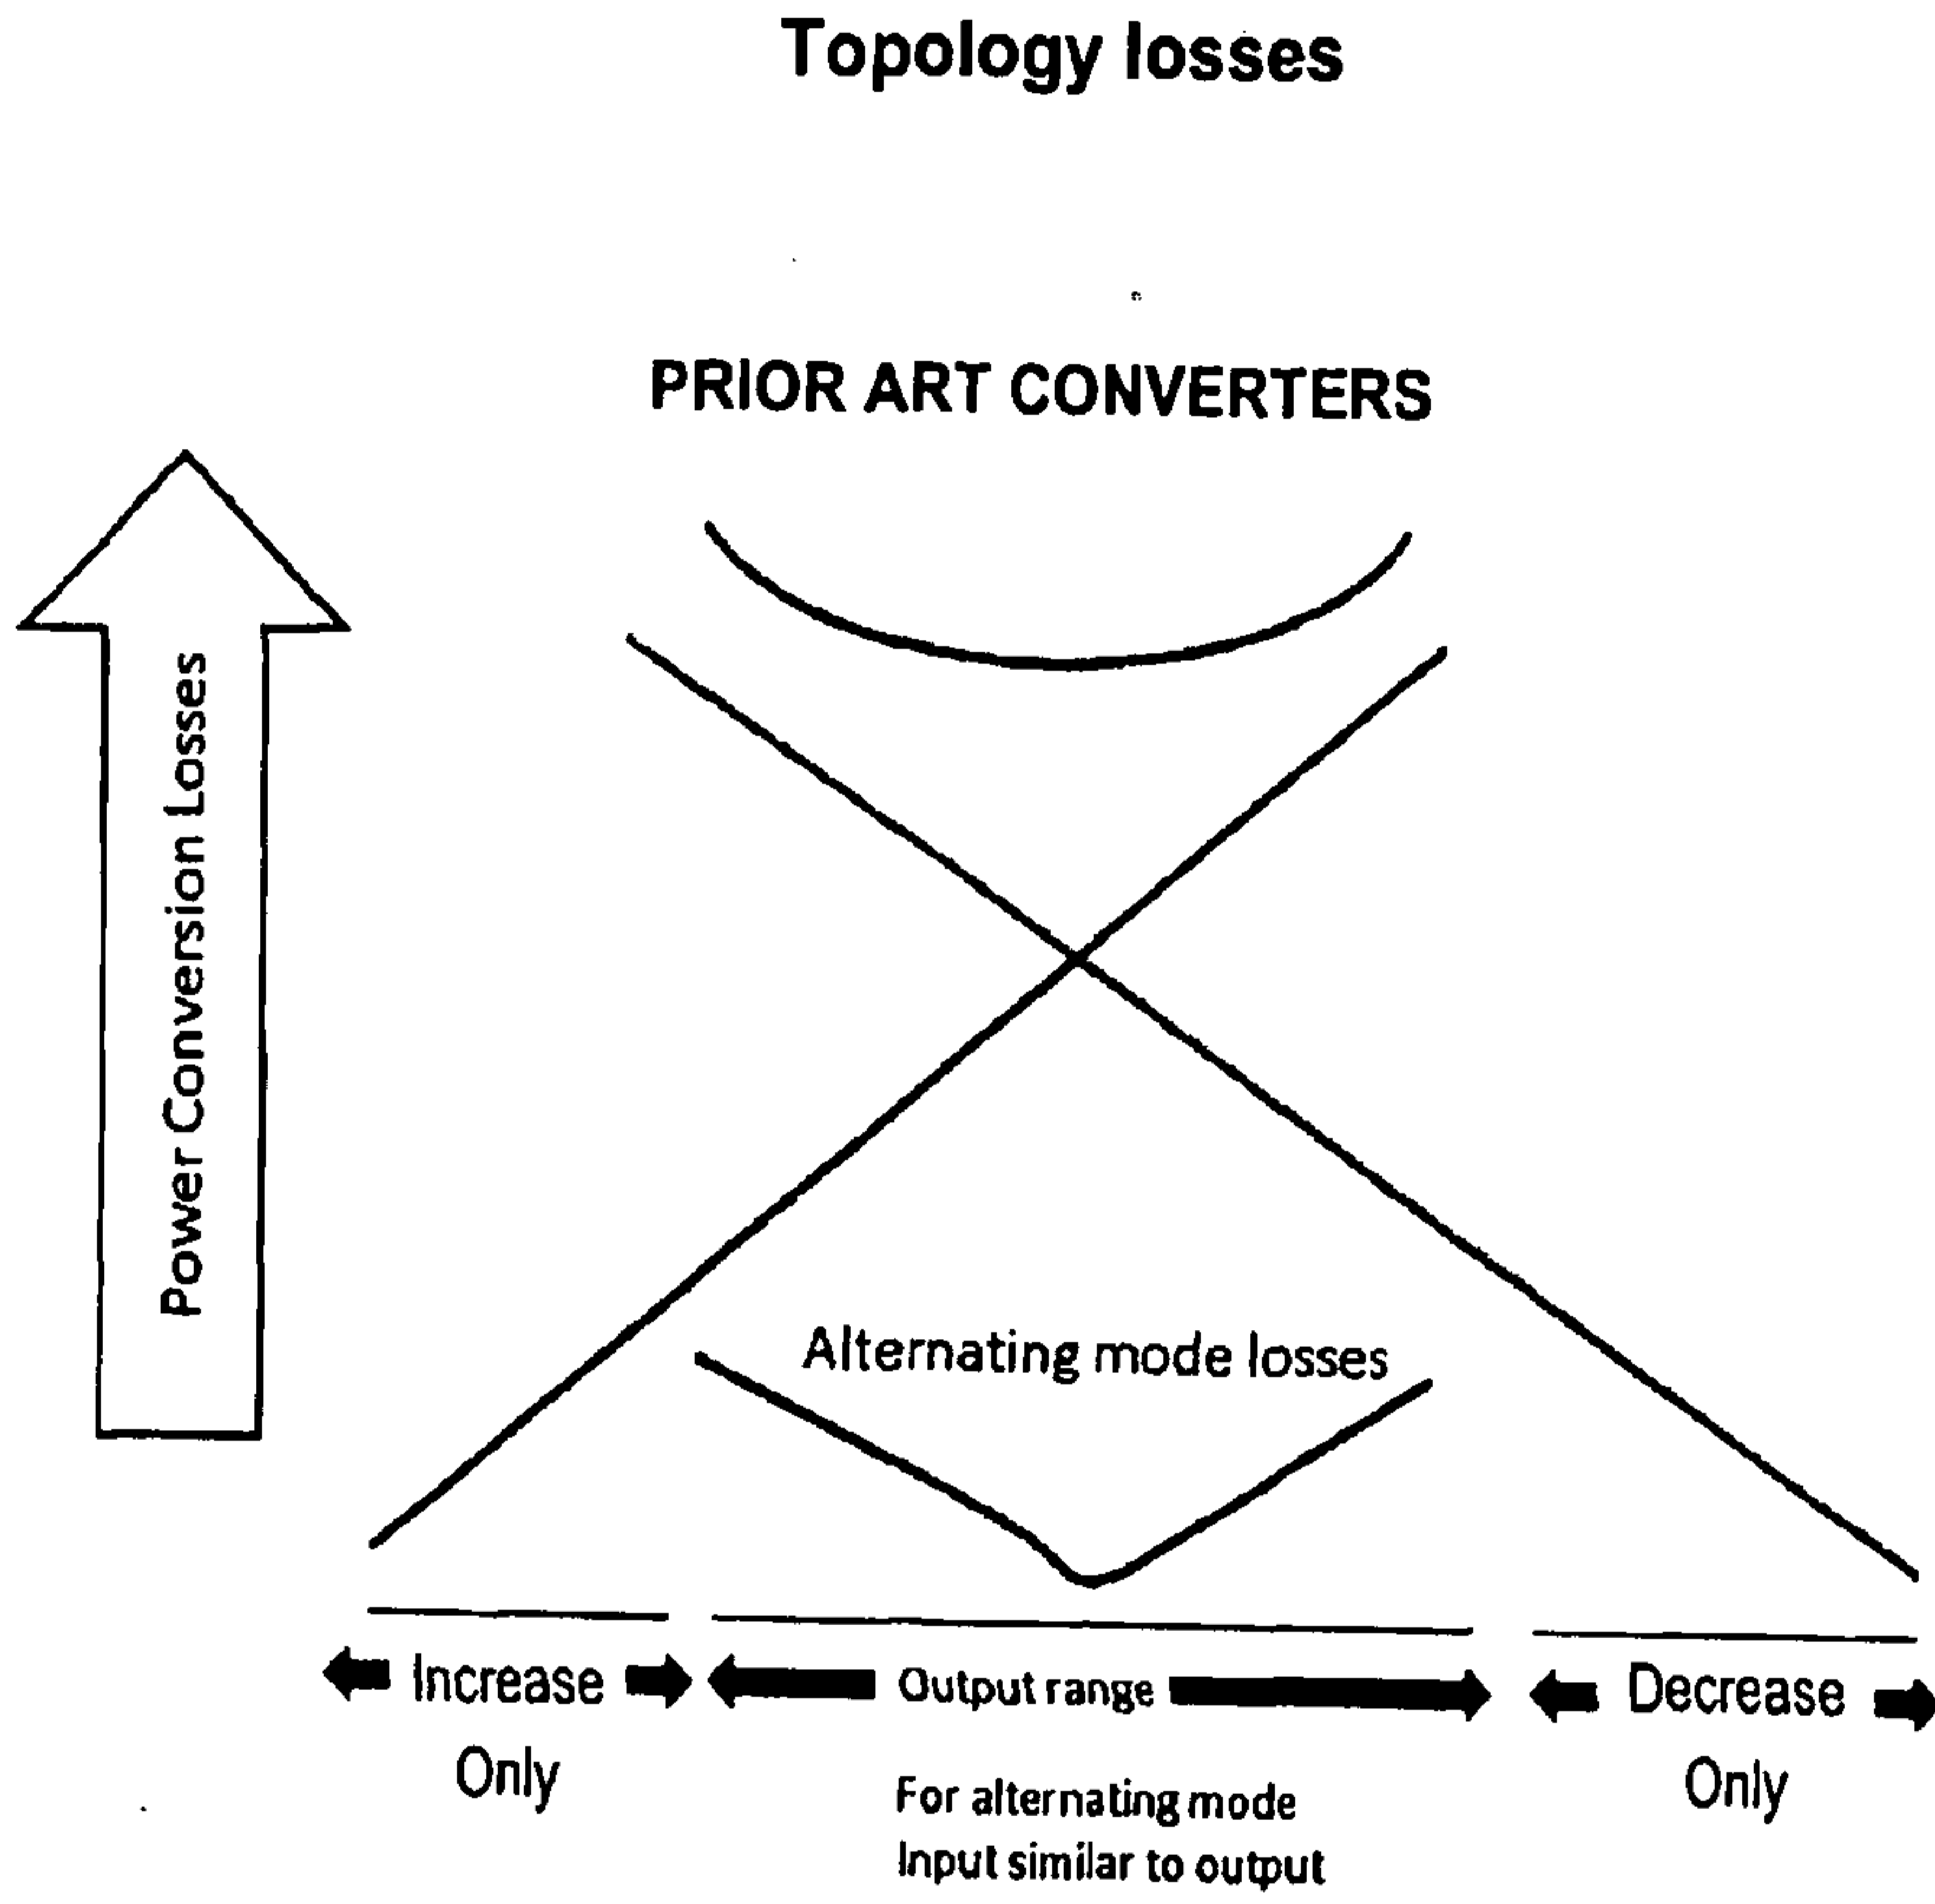 Topology losses
PRIOR ART CONVERTERS
Power Conversion Losses
Alternating mode losses
Increase
Only
Output range
For alternating mode
Input similar to output
Decrease
Only